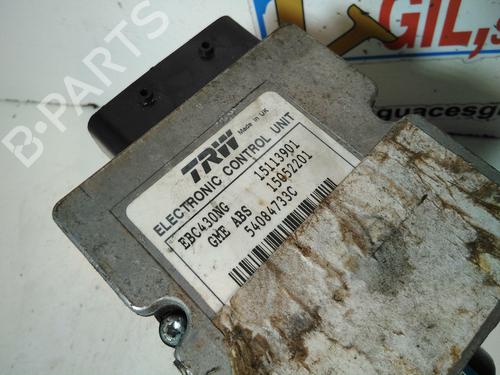 B-PARTS
GIL,S
guacesg
TRW
Made in UK
ELECTRONIC CONTROL UNIT
EBC430NG 15113901
GME ABS 15052201
54084733C